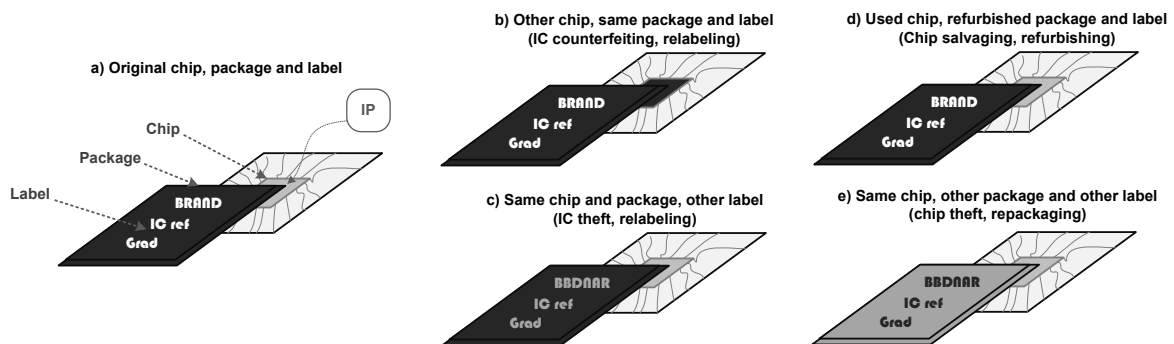 a) Original chip, package and label
IP
Chip
Package
Label
BRAND
IC ref
Grad
b) Other chip, same package and label
(IC counterfeiting, relabeling)
BRAND
IC ref
Grad
c) Same chip and package, other label
(IC theft, relabeling)
BBDNAR
IC ref
Grad
d) Used chip, refurbished package and label
(Chip salvaging, refurbishing)
BRAND
IC ref
Grad
e) Same chip, other package and other label
(chip theft, repackaging)
BBDNAR
IC ref
Grad